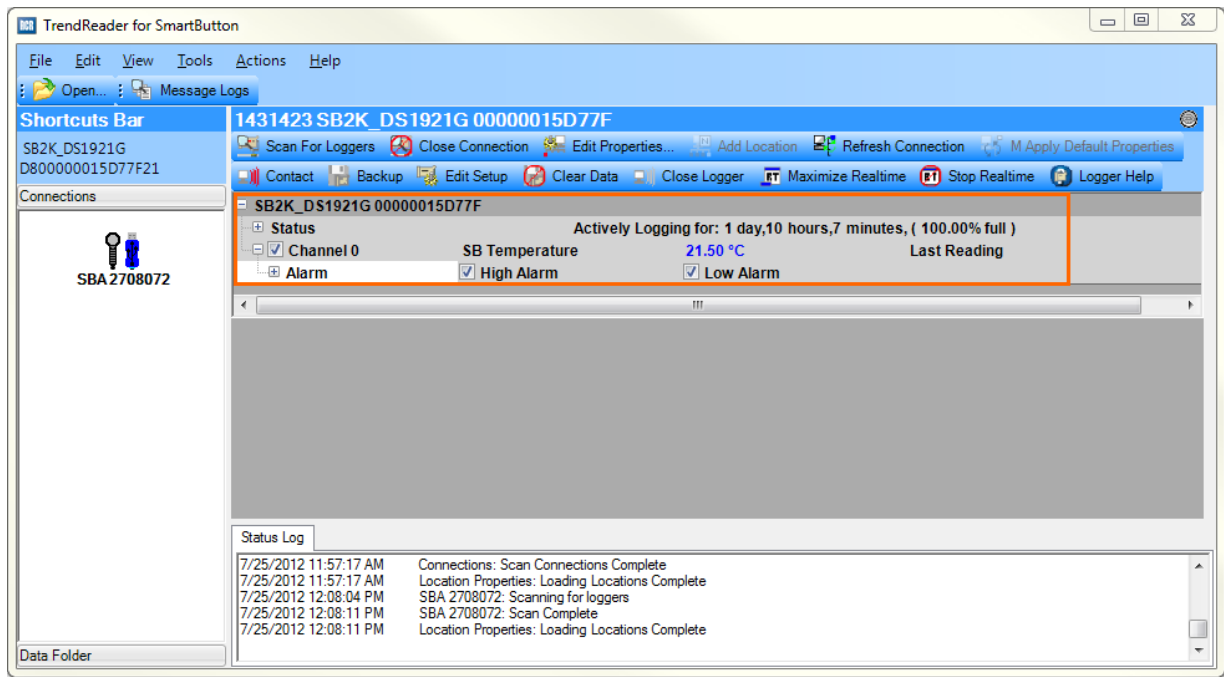 ACR TrendReader for SmartButton
File Edit View Tools Actions Help
Open... Message Logs
Shortcuts Bar
SB2K_DS1921G
D800000015D77F21
Connections
SBA 2708072
Data Folder
1431423 SB2K_DS1921G 00000015D77F
Scan For Loggers Close Connection Edit Properties... Add Location Refresh Connection M Apply Default Properties
Contact Backup Edit Setup Clear Data Close Logger RT Maximize Realtime RT Stop Realtime Logger Help
SB2K_DS1921G 00000015D77F
Status Actively Logging for: 1 day,10 hours,7 minutes, ( 100.00% full )
Channel 0 SB Temperature 21.50 °C Last Reading
Alarm High Alarm Low Alarm
Status Log
7/25/2012 11:57:17 AM Connections: Scan Connections Complete
7/25/2012 11:57:17 AM Location Properties: Loading Locations Complete
7/25/2012 12:08:04 PM SBA 2708072: Scanning for loggers
7/25/2012 12:08:11 PM SBA 2708072: Scan Complete
7/25/2012 12:08:11 PM Location Properties: Loading Locations Complete